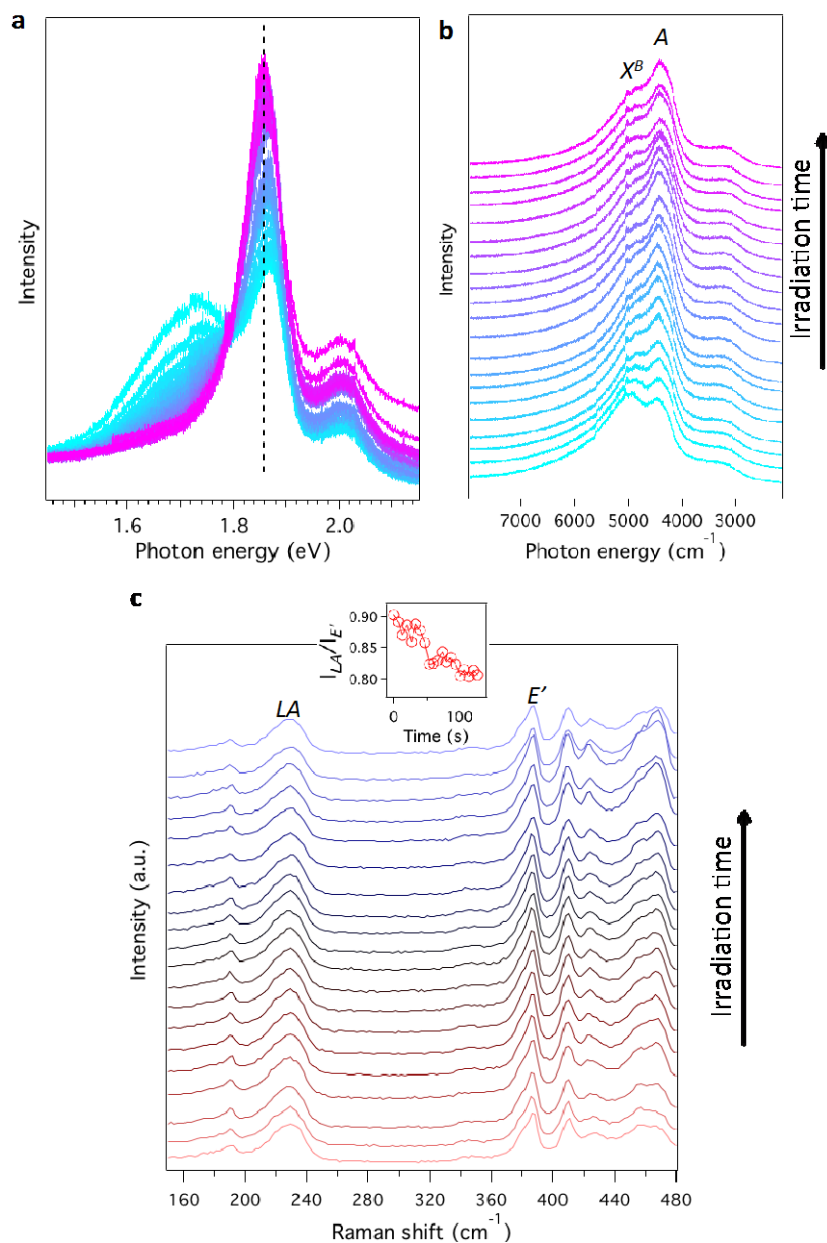 a
Intensity
1.6 1.8 2.0
Photon energy (eV)
b
A
X^B
Intensity
7000 6000 5000 4000 3000
Photon energy (cm^-1)
Irradiation time
c
I_LA/I_E'
0.90
0.85
0.80
0 100
Time (s)
LA
E'
Intensity (a.u.)
160 200 240 280 320 360 400 440 480
Raman shift (cm^-1)
Irradiation time